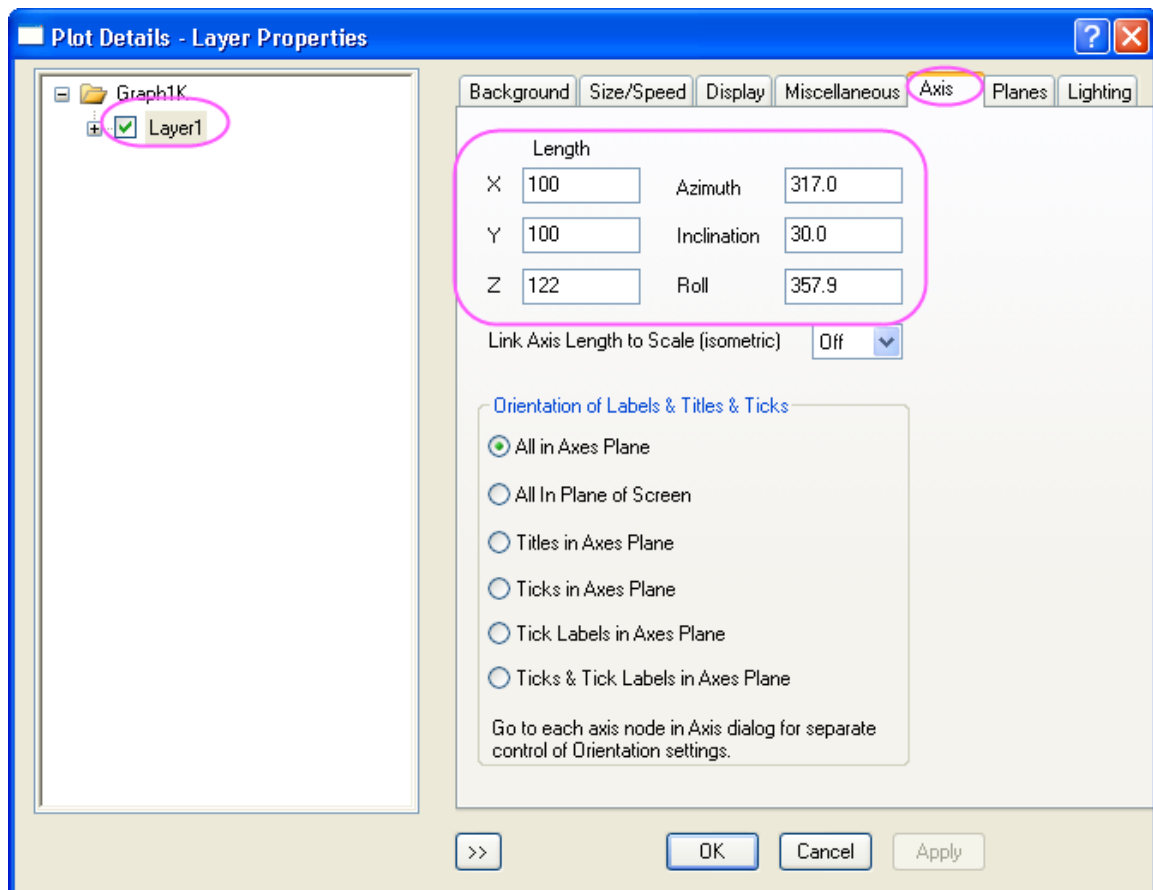 Plot Details - Layer Properties
Graph1K
Layer1
Background Size/Speed Display Miscellaneous Axis Planes Lighting
Length
X 100 Azimuth 317.0
Y 100 Inclination 30.0
Z 122 Roll 357.9
Link Axis Length to Scale (isometric) Off
Orientation of Labels & Titles & Ticks
All in Axes Plane
All In Plane of Screen
Titles in Axes Plane
Ticks in Axes Plane
Tick Labels in Axes Plane
Ticks & Tick Labels in Axes Plane
Go to each axis node in Axis dialog for separate
control of Orientation settings.
>> OK Cancel Apply